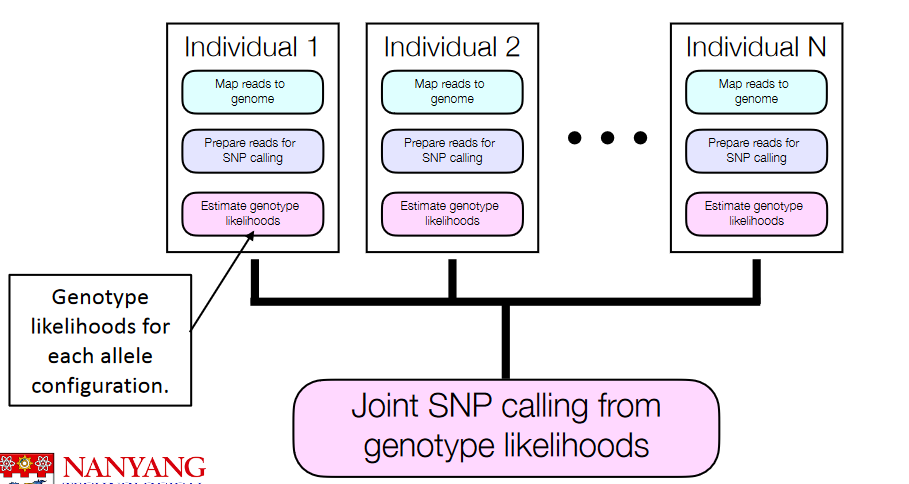 Individual 1
Map reads to
genome
Prepare reads for
SNP calling
Estimate genotype
likelihoods
Individual 2
Map reads to
genome
Prepare reads for
SNP calling
Estimate genotype
likelihoods
Individual N
Map reads to
genome
Prepare reads for
SNP calling
Estimate genotype
likelihoods
Genotype
likelihoods for
each allele
configuration.
Joint SNP calling from
genotype likelihoods
NANYANG